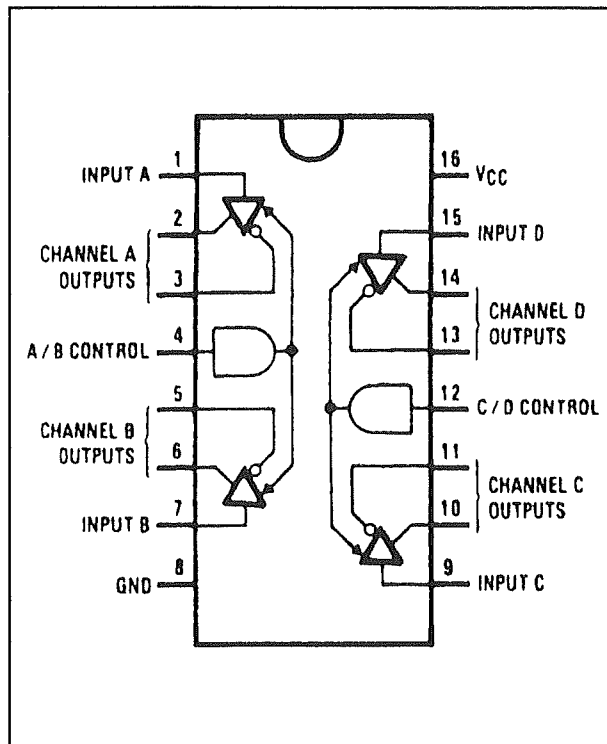 1
INPUT A
2
CHANNEL A
OUTPUTS
3
4
A / B CONTROL
5
CHANNEL B
OUTPUTS
6
7
INPUT B
8
GND
16
VCC
15
INPUT D
14
CHANNEL D
OUTPUTS
13
12
C / D CONTROL
11
CHANNEL C
OUTPUTS
10
9
INPUT C